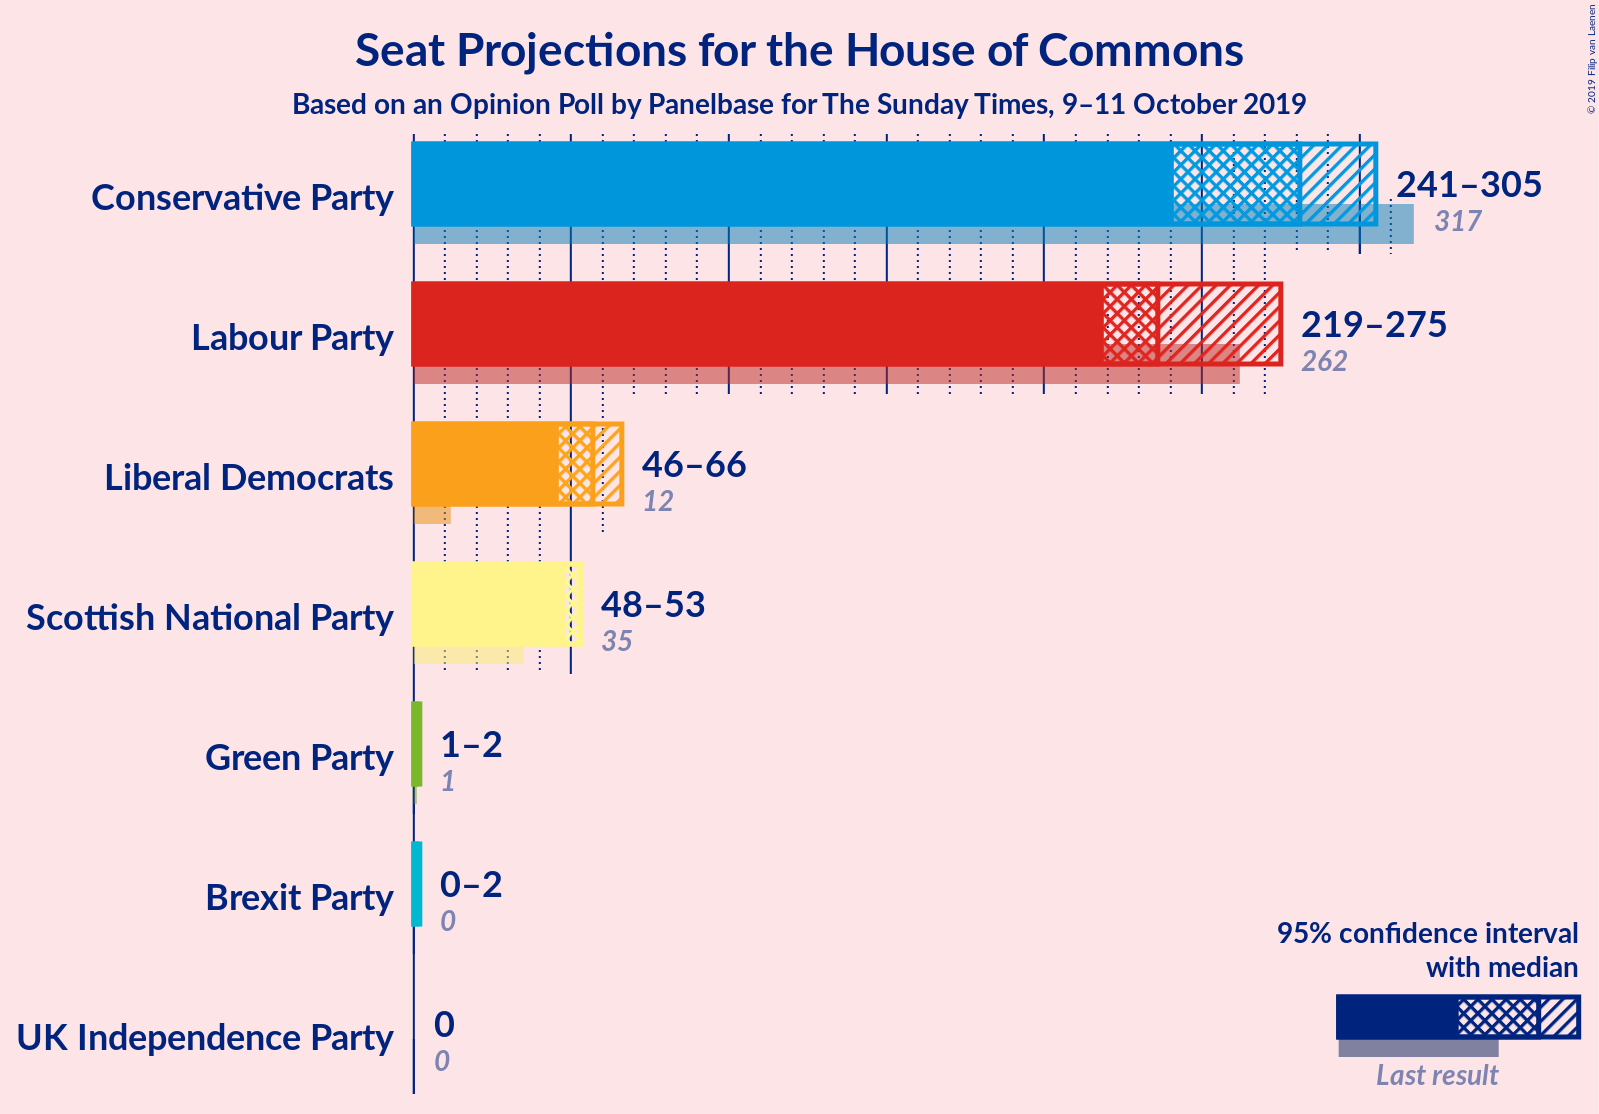 Seat Projections for the House of Commons
Based on an Opinion Poll by Panelbase for The Sunday Times, 9–11 October 2019
© 2019 Filip van Laenen
Conservative Party
241–305
317
Labour Party
219–275
262
Liberal Democrats
46–66
12
Scottish National Party
48–53
35
Green Party
1–2
1
Brexit Party
0–2
0
UK Independence Party
0
0
95% confidence interval
with median
Last result